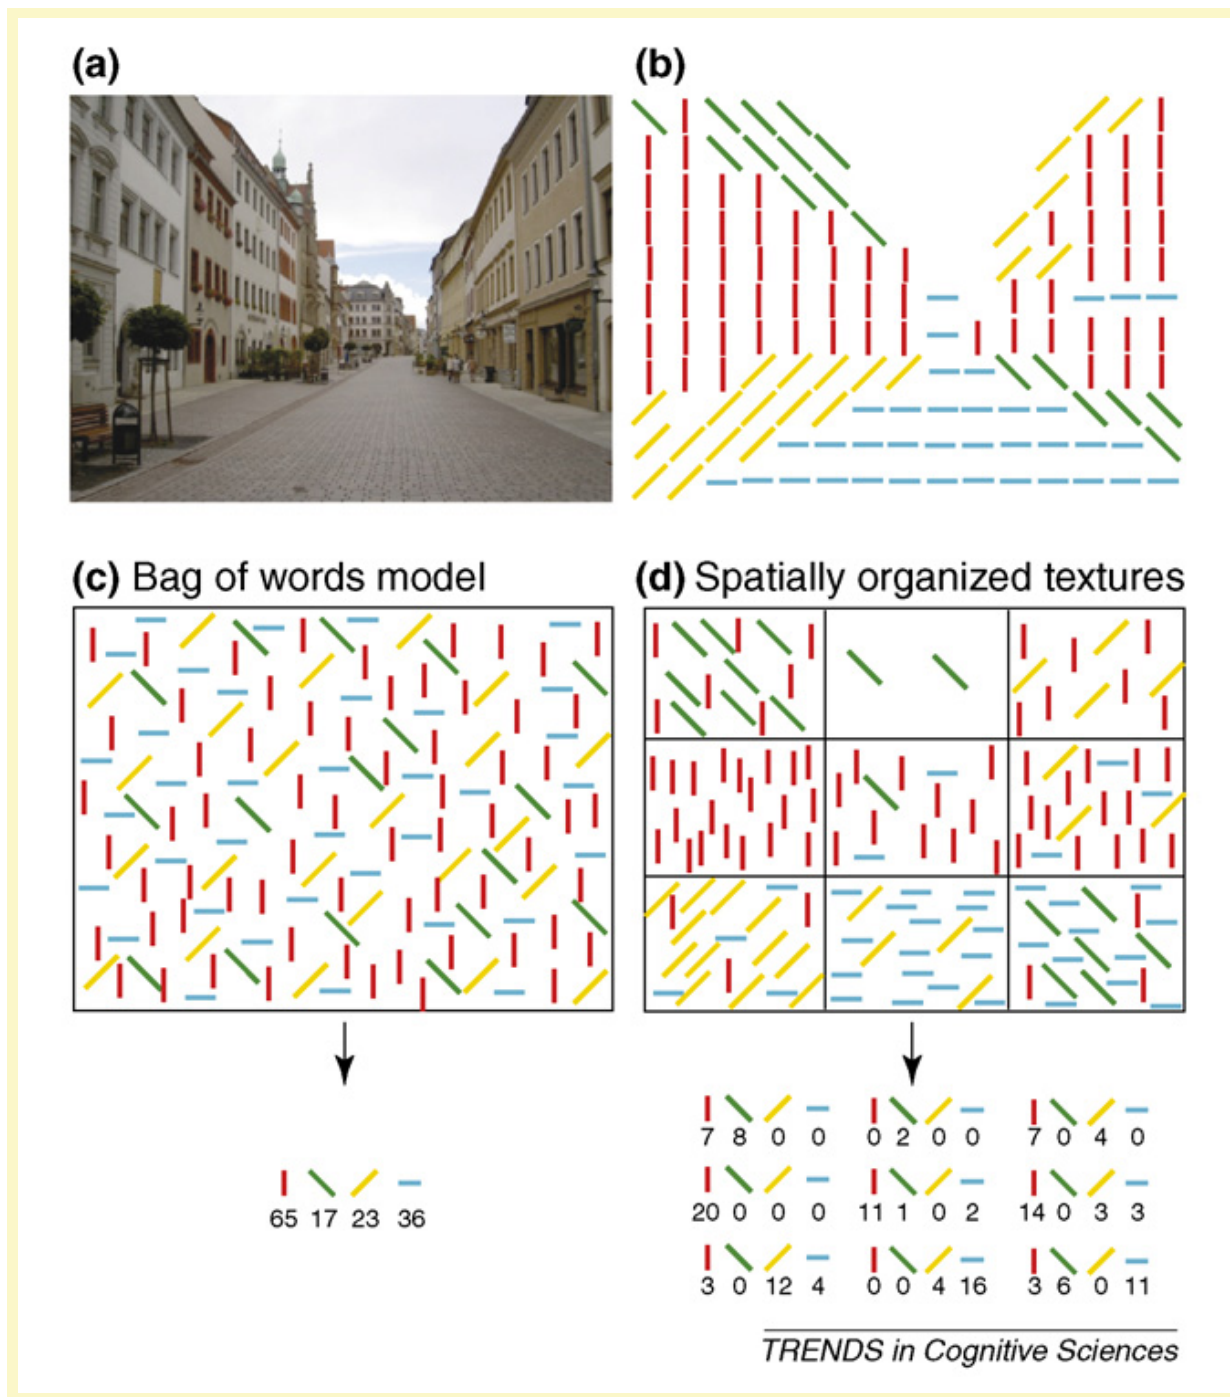 (a)
(b)
(c) Bag of words model
(d) Spatially organized textures
65 17 23 36
7 8 0 0 0 2 0 0 7 0 4 0
20 0 0 0 11 1 0 2 14 0 3 3
3 0 12 4 0 0 4 16 3 6 0 11
TRENDS in Cognitive Sciences